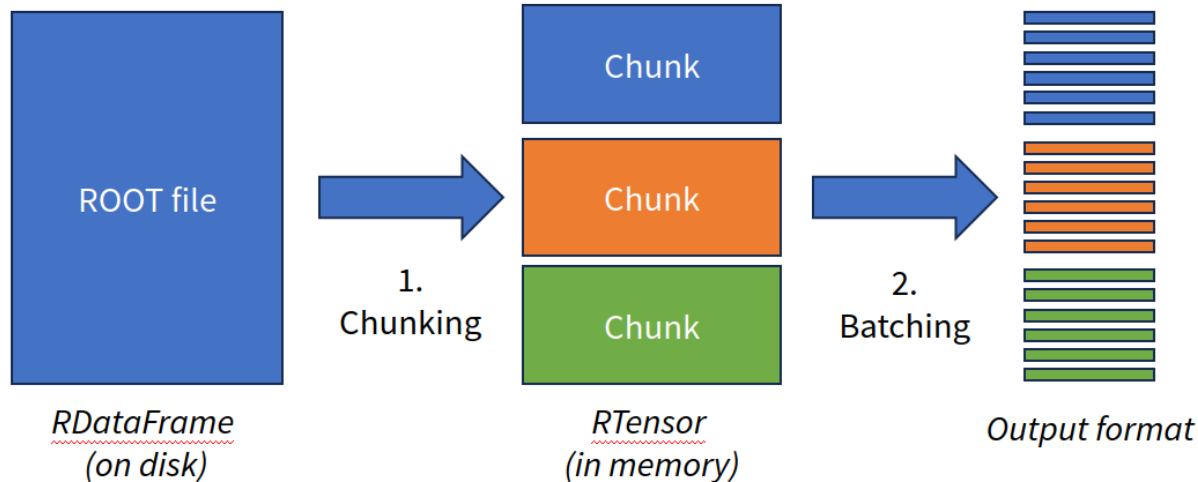 ROOT file
1.
Chunking
Chunk
Chunk
Chunk
2.
Batching
RDataFrame
(on disk)
RTensor
(in memory)
Output format